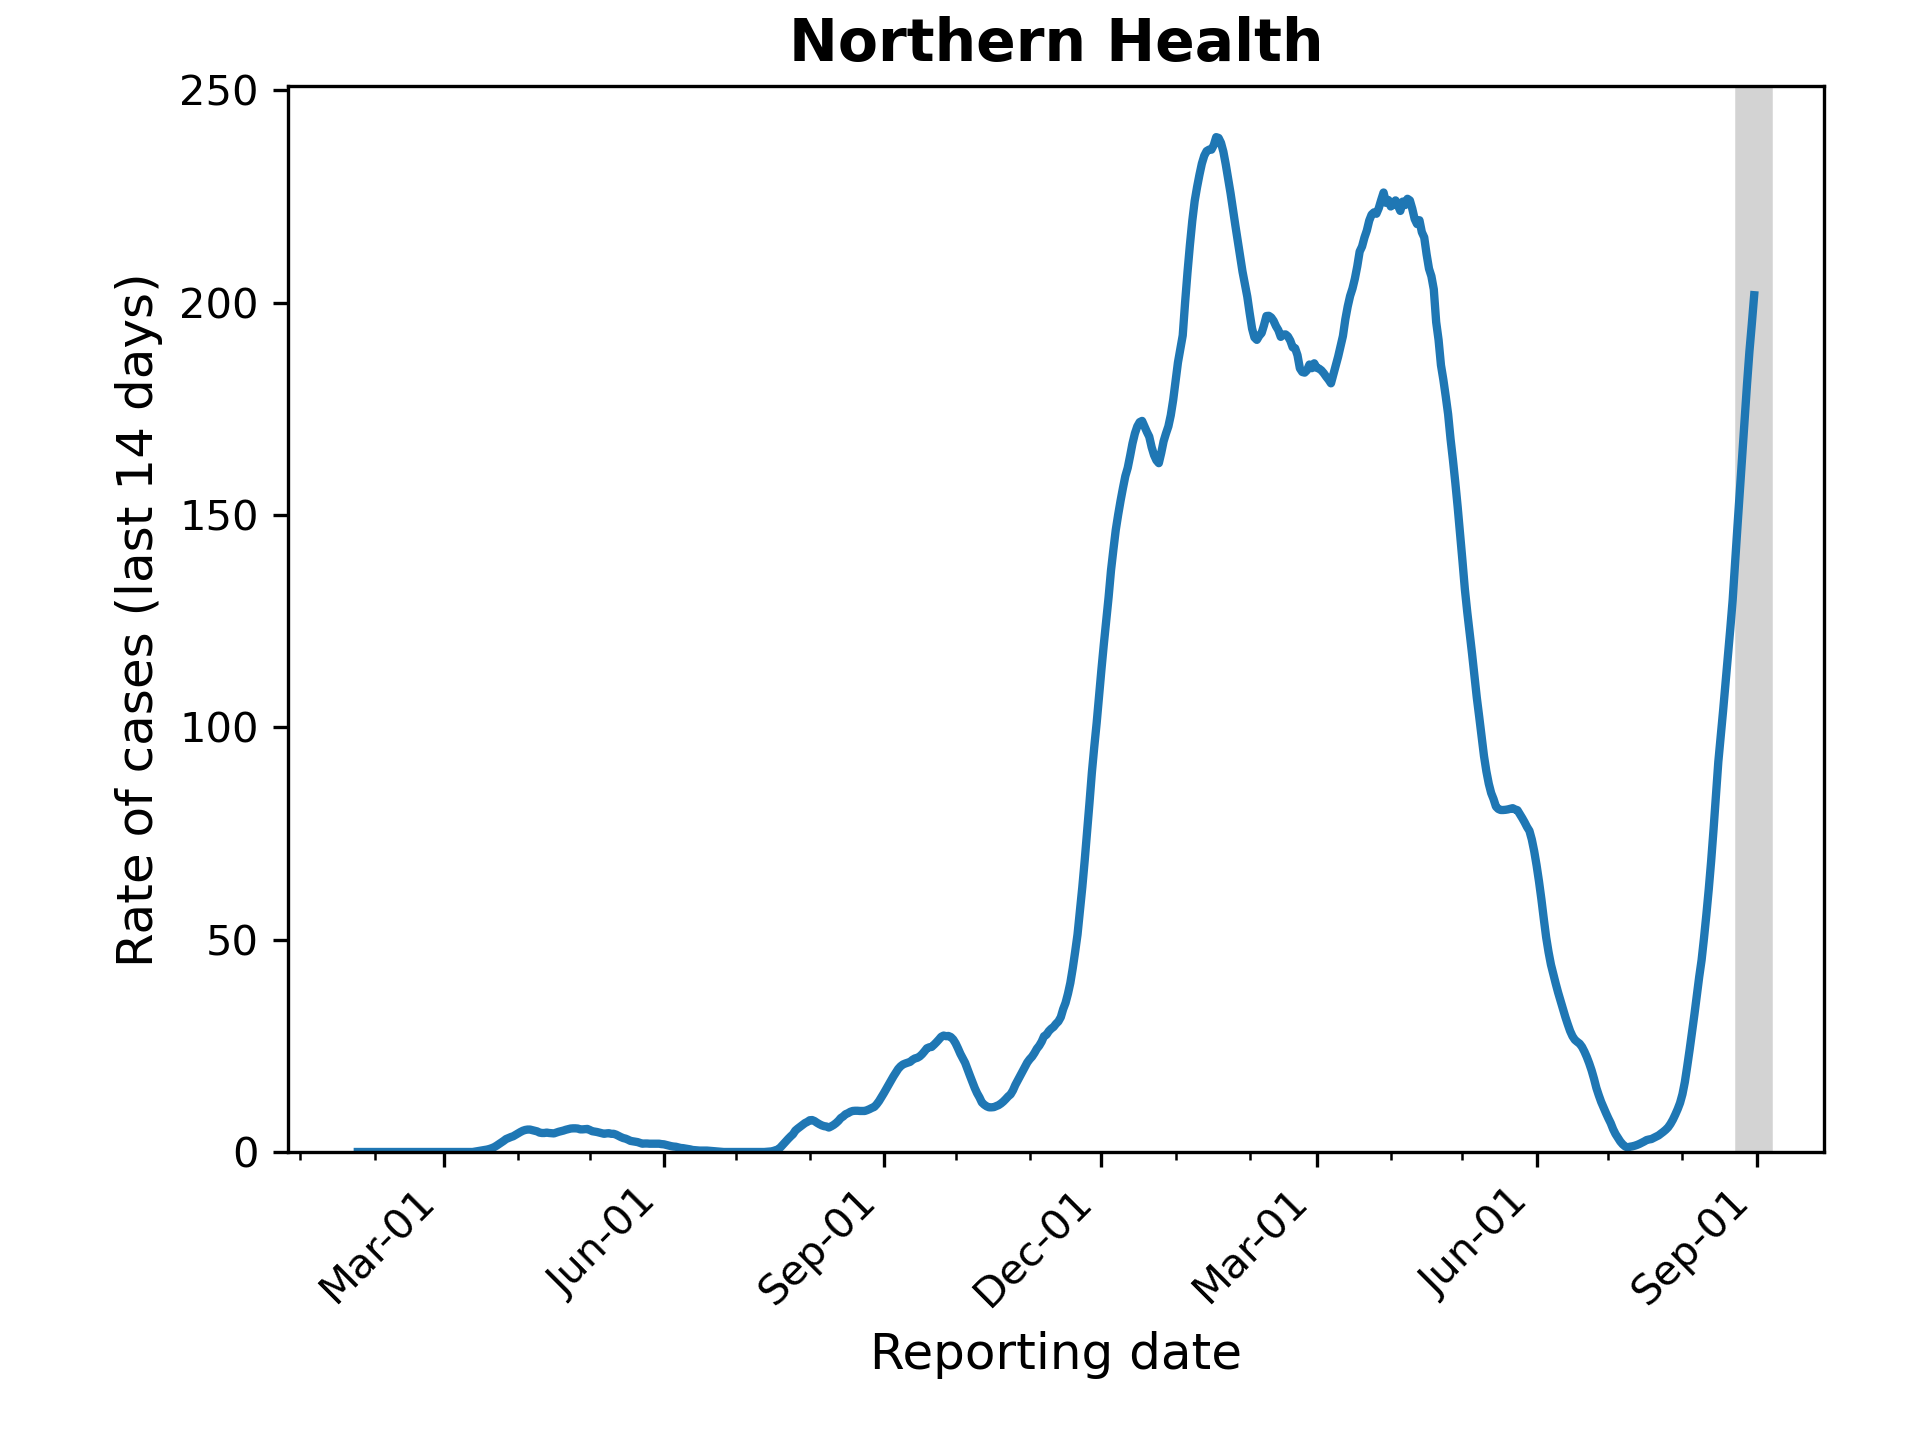 Northern Health
Rate of cases (last 14 days)
250
200
150
100
50
0
Mar-01
Jun-01
Sep-01
Dec-01
Mar-01
Jun-01
Sep-01
Reporting date